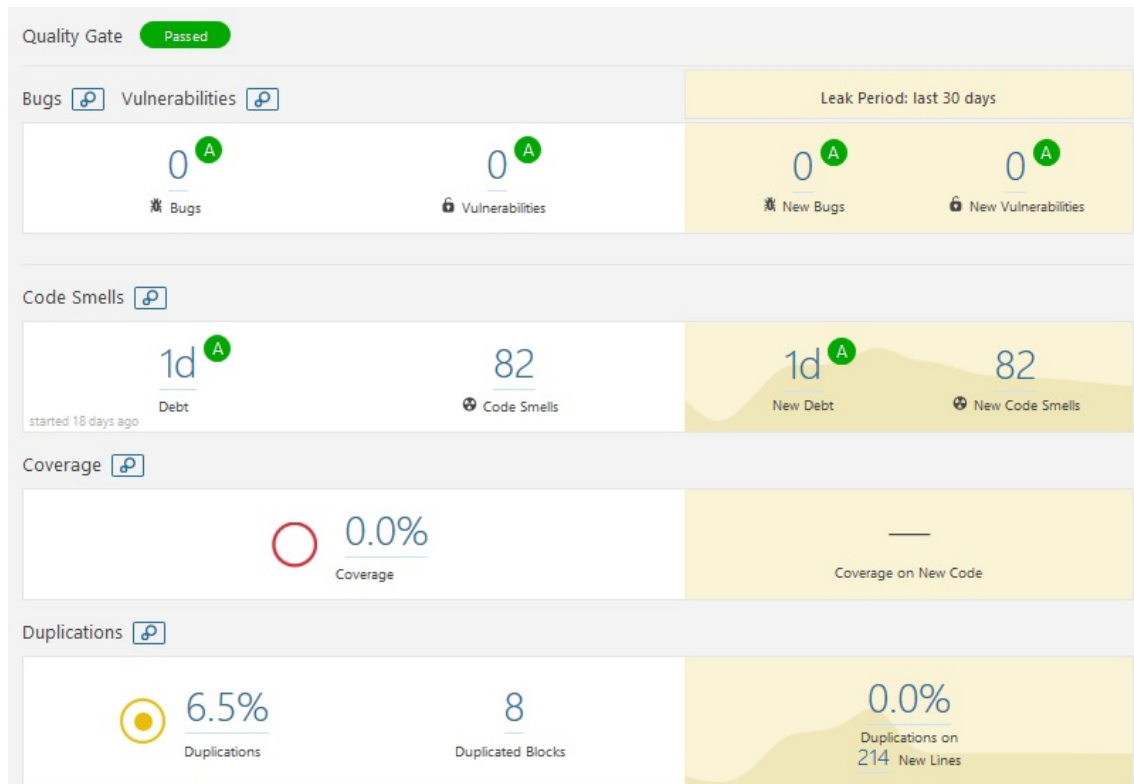 Quality Gate Passed
Bugs Vulnerabilities
Leak Period: last 30 days
0 A
Bugs
0 A
Vulnerabilities
0 A
New Bugs
0 A
New Vulnerabilities
Code Smells
1d A
Debt
started 18 days ago
82
Code Smells
1d A
New Debt
82
New Code Smells
Coverage
0.0%
Coverage
—
Coverage on New Code
Duplications
6.5%
Duplications
8
Duplicated Blocks
0.0%
Duplications on
214 New Lines